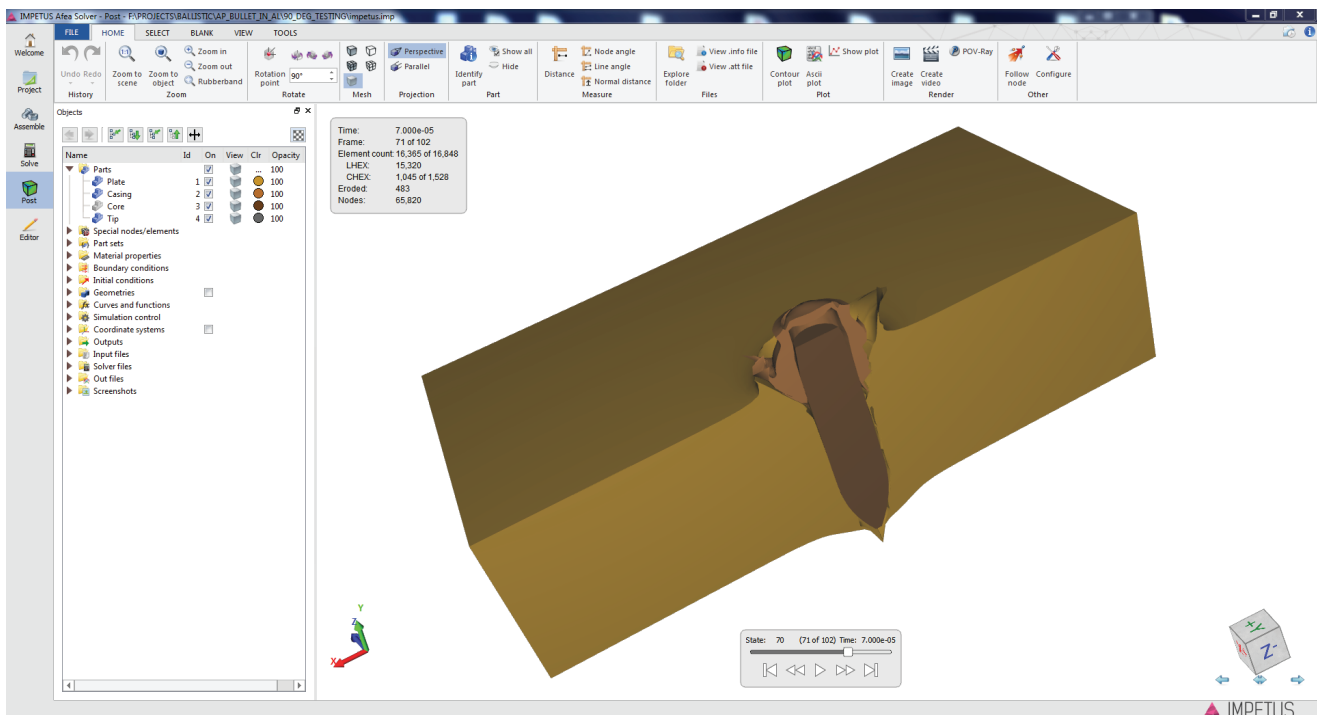 IMPETUS Afea Solver - Post - F:\PROJECTS\BALLISTIC\AP_BULLET_IN_AL\90_DEG_TESTING\impetus.imp
FILE HOME SELECT BLANK VIEW TOOLS
Welcome
Project
Assemble
Solve
Post
Editor
Undo Redo
History
1:1
Zoom to scene
Zoom to object
Zoom in
Zoom out
Rubberband
Zoom
Rotation point
90°
Rotate
Mesh
Perspective
Parallel
Projection
Identify part
Show all
Hide
Part
Distance
Node angle
Line angle
Normal distance
Measure
Explore folder
View .info file
View .att file
Files
Contour plot
Ascii plot
Show plot
Plot
Create image
Create video
POV-Ray
Render
Follow node
Configure
Other
Objects
Name Id On View Clr Opacity
Parts ... 100
Plate 1 100
Casing 2 100
Core 3 100
Tip 4 100
Special nodes/elements
Part sets
Material properties
Boundary conditions
Initial conditions
Geometries
Curves and functions
Simulation control
Coordinate systems
Outputs
Input files
Solver files
Out files
Screenshots
Time: 7.000e-05
Frame: 71 of 102
Element count: 16,365 of 16,848
LHEX: 15,320
CHEX: 1,045 of 1,528
Eroded: 483
Nodes: 65,820
Y
Z
X
State: 70 (71 of 102) Time: 7.000e-05
+Y
Z-
IMPETUS